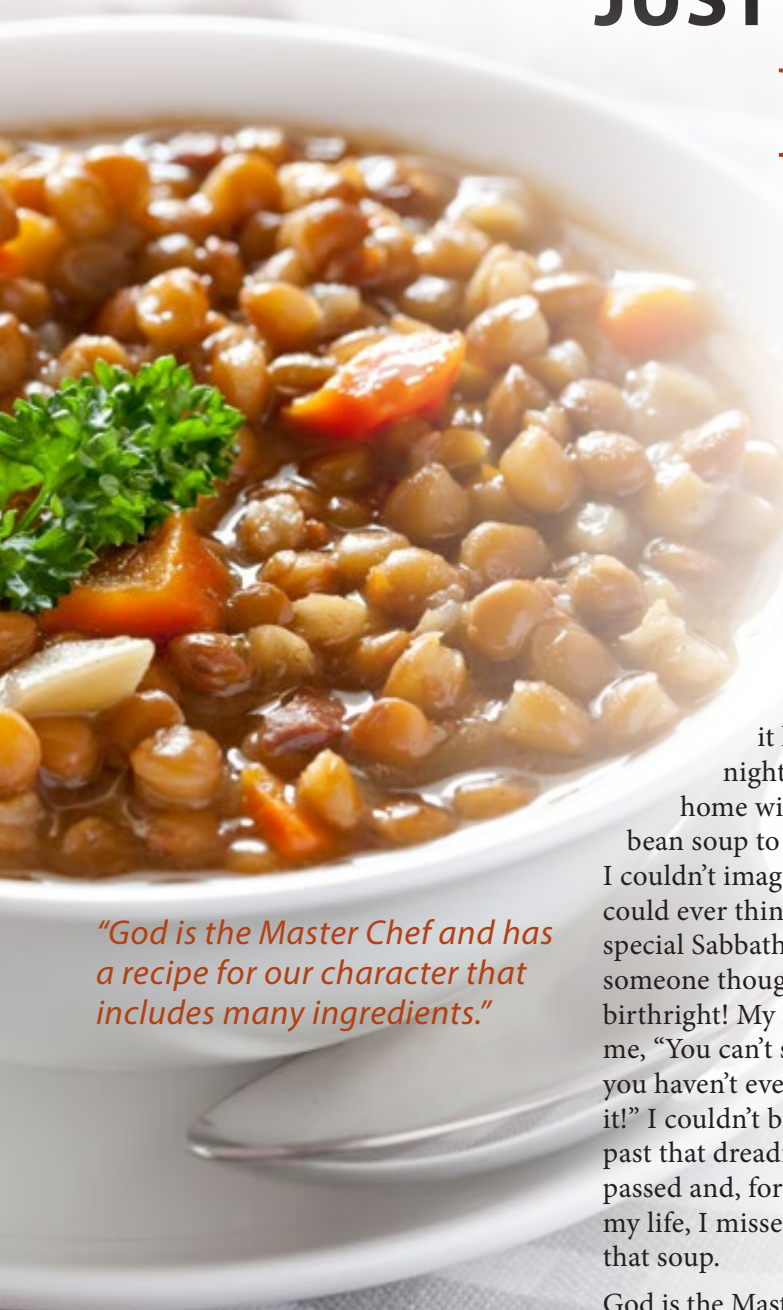 JUST
“God is the Master Chef and has
a recipe for our character that
includes many ingredients.”
it
night
home wi
bean soup to
I couldn’t imag
could ever thin
special Sabbath
someone thoug
birthright! My
me, “You can’t s
you haven’t eve
it!” I couldn’t b
past that dread
passed and, for
my life, I misse
that soup.
God is the Mast